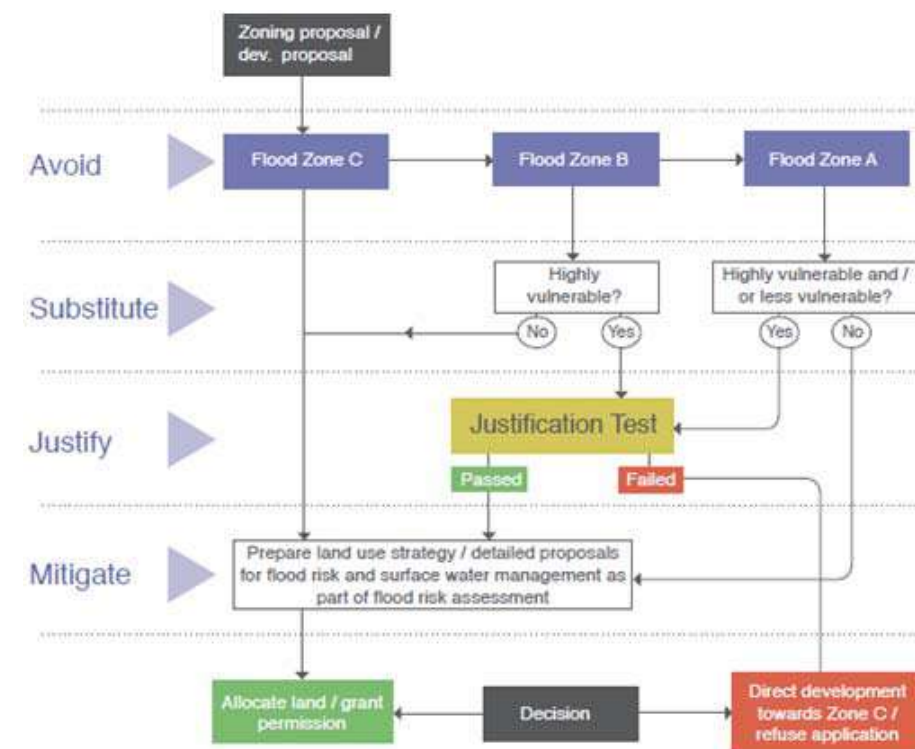 Zoning proposal /
dev. proposal
Avoid
Flood Zone C
Flood Zone B
Flood Zone A
Substitute
Highly
vulnerable?
Highly vulnerable and /
or less vulnerable?
No
Yes
Yes
No
Justify
Justification Test
Passed
Failed
Mitigate
Prepare land use strategy / detailed proposals
for flood risk and surface water management as
part of flood risk assessment
Allocate land / grant
permission
Decision
Direct development
towards Zone C /
refuse application